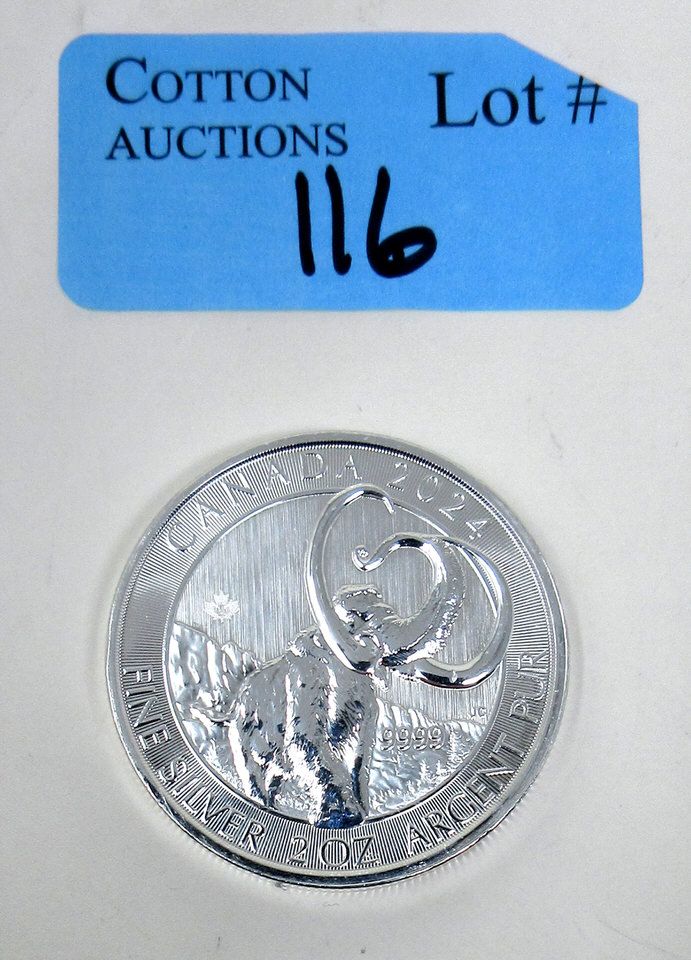 COTTON
AUCTIONS
Lot #
116
CANADA 2024
JC
9999
FINE SILVER 2 OZ ARGENT PUR